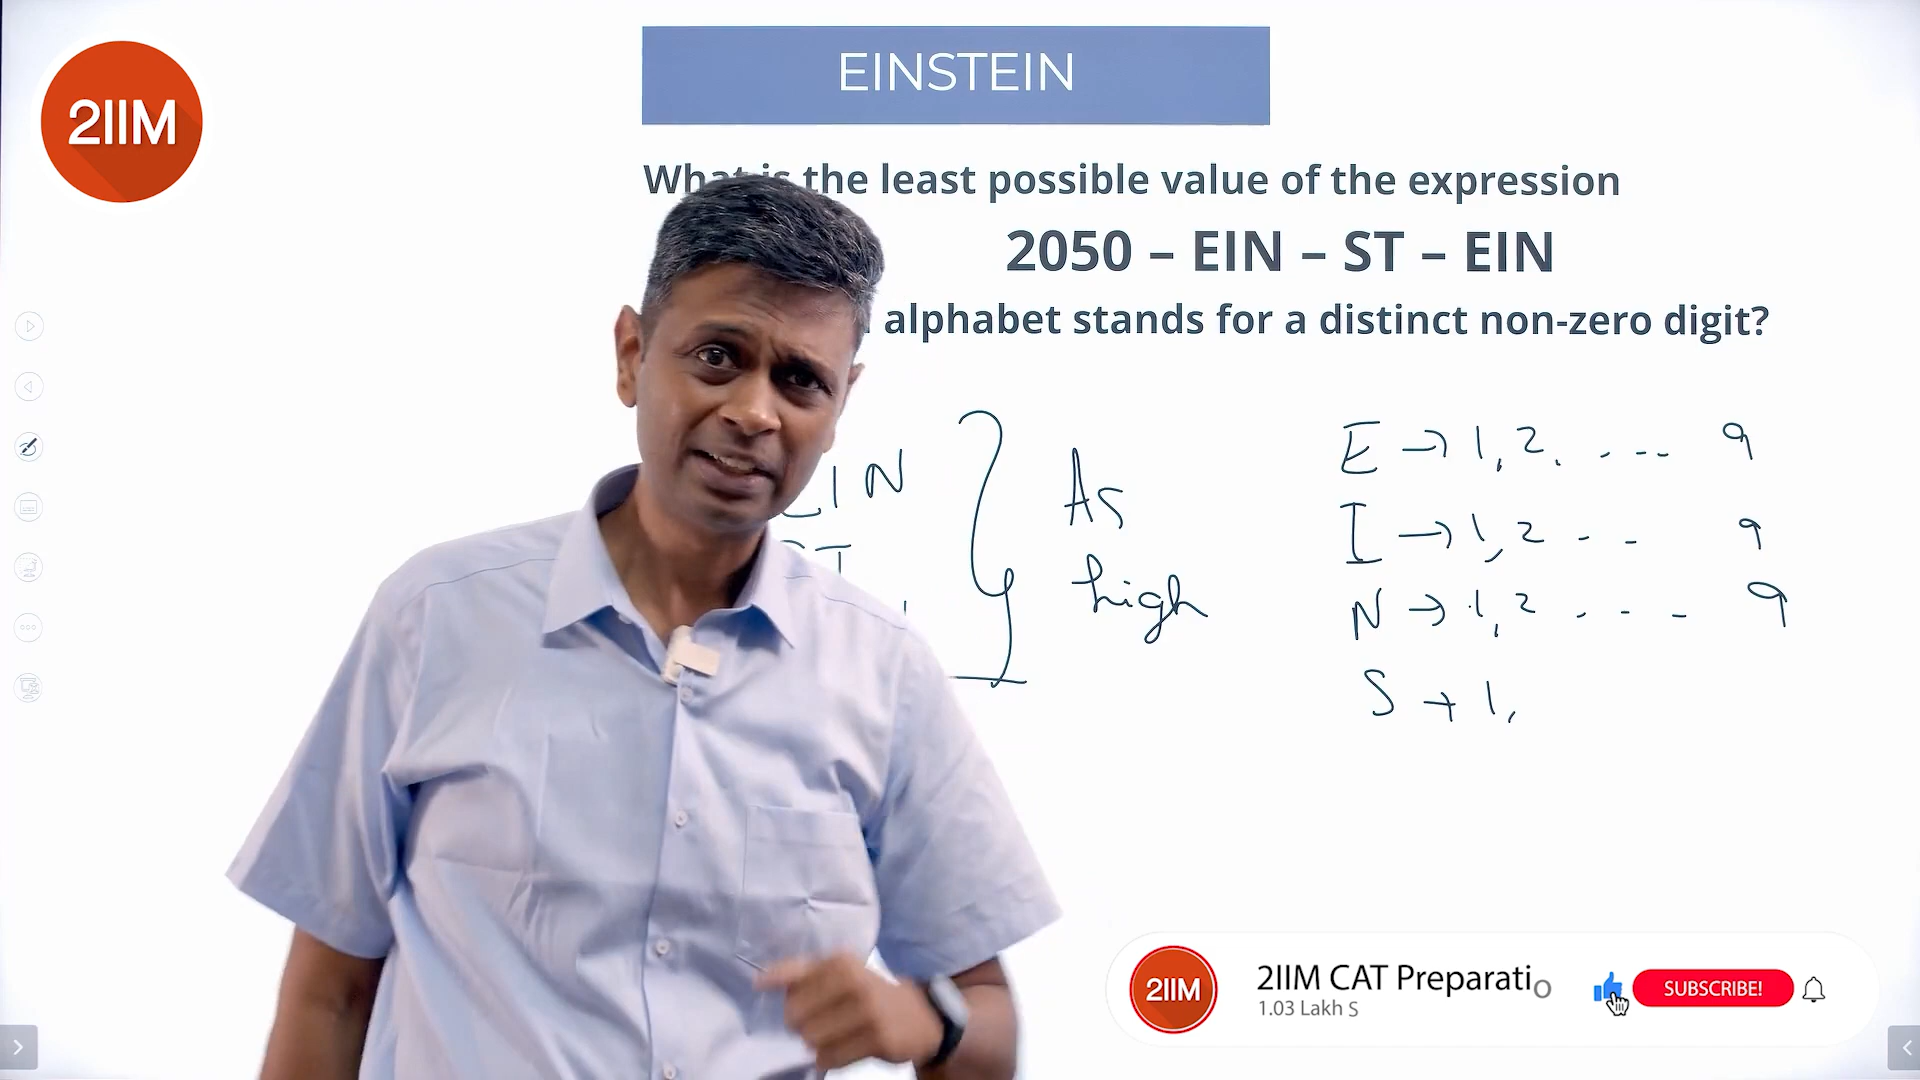 EINSTEIN
2IIM
the least possible value of the expression
2050 – EIN – ST – EIN
alphabet stands for a distinct non-zero digit?
E → 1, 2, . - - - 9
I → 1, 2 - - 9
N → 1, 2 - - - 9
S → 1,
EIN
As
high
2IIM
2IIM CAT Preparatio
1.03 Lakh S
SUBSCRIBE!